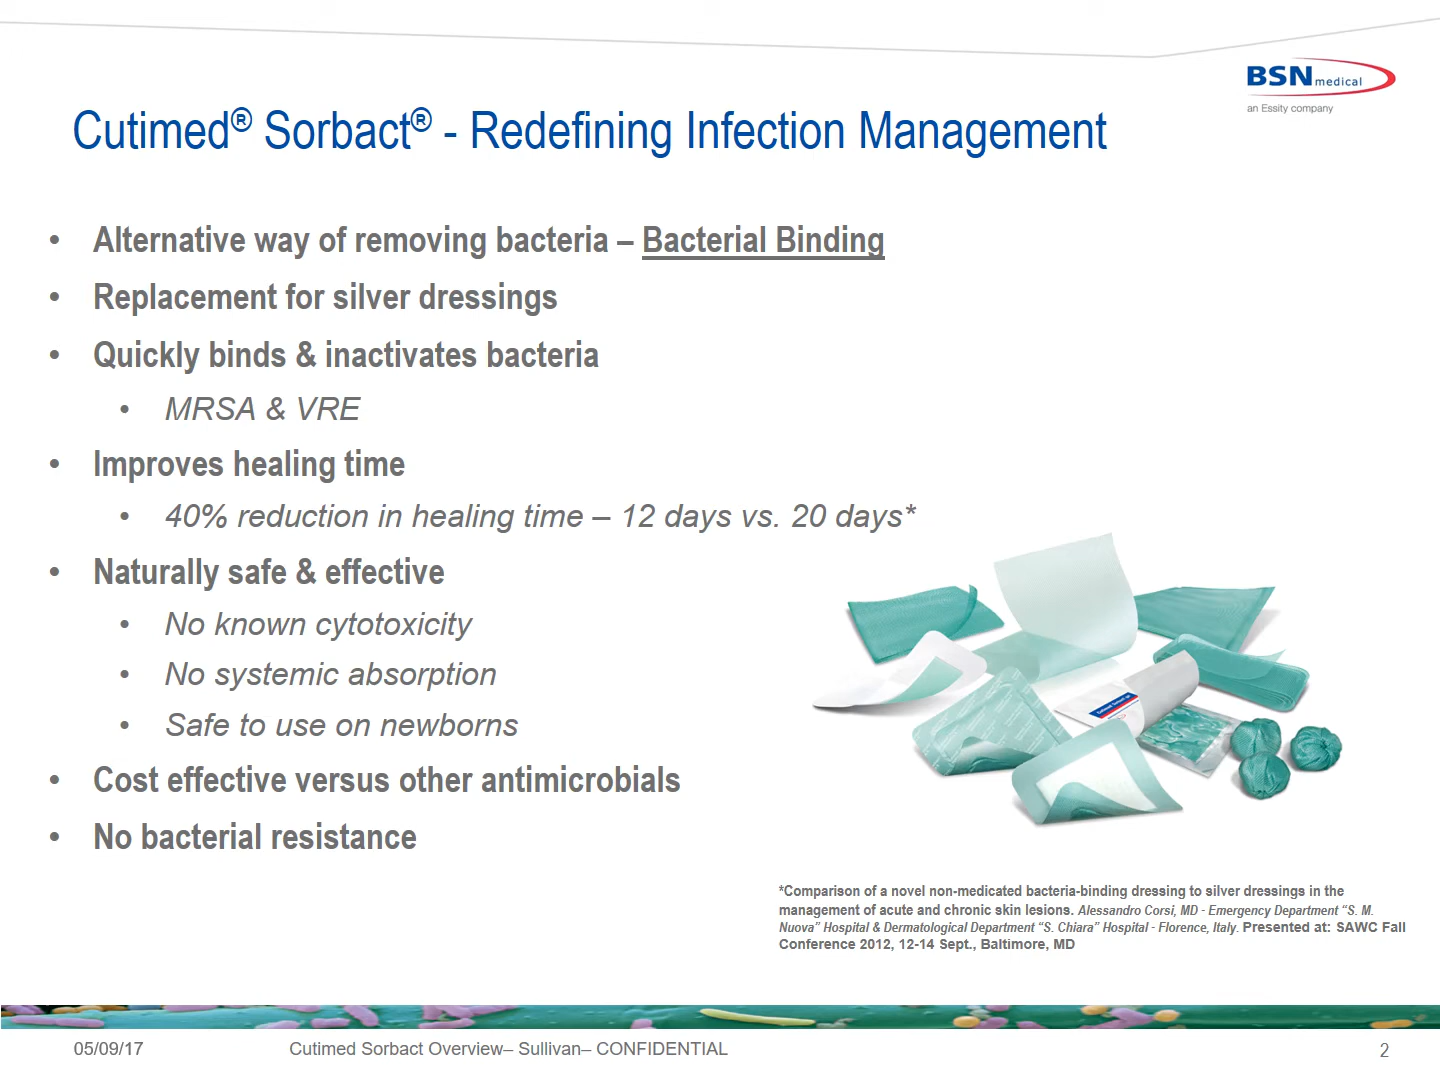 BSN medical
an Essity company
Cutimed® Sorbact® - Redefining Infection Management
• Alternative way of removing bacteria – Bacterial Binding
• Replacement for silver dressings
• Quickly binds & inactivates bacteria
• MRSA & VRE
• Improves healing time
• 40% reduction in healing time – 12 days vs. 20 days*
• Naturally safe & effective
• No known cytotoxicity
• No systemic absorption
• Safe to use on newborns
• Cost effective versus other antimicrobials
• No bacterial resistance
*Comparison of a novel non-medicated bacteria-binding dressing to silver dressings in the
management of acute and chronic skin lesions. Alessandro Corsi, MD - Emergency Department “S. M.
Nuova” Hospital & Dermatological Department “S. Chiara” Hospital - Florence, Italy. Presented at: SAWC Fall
Conference 2012, 12-14 Sept., Baltimore, MD
05/09/17
Cutimed Sorbact Overview– Sullivan– CONFIDENTIAL
2